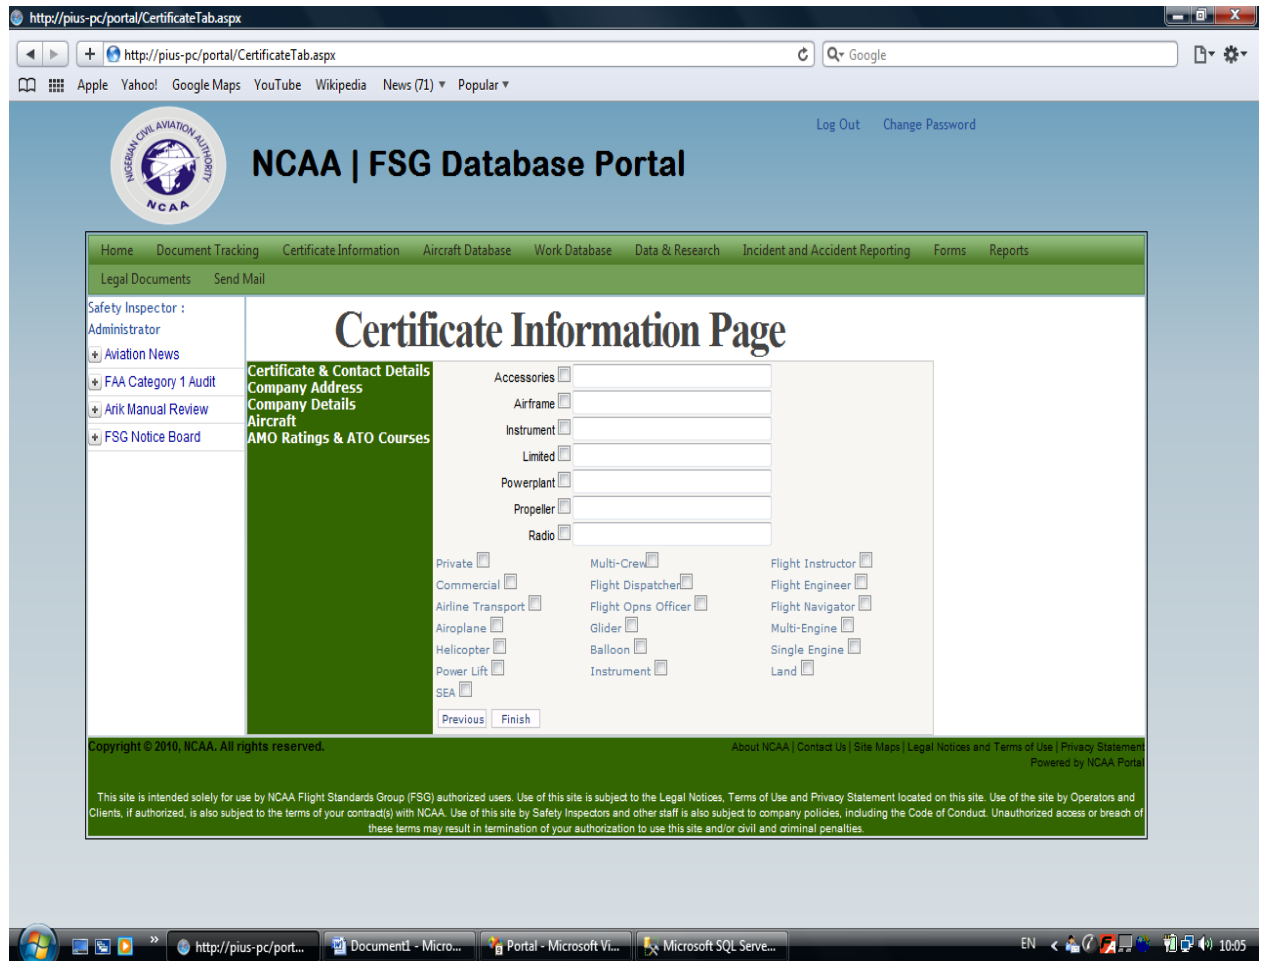 http://pius-pc/portal/CertificateTab.aspx
http://pius-pc/portal/CertificateTab.aspx
Google
Apple Yahoo! Google Maps YouTube Wikipedia News (71) Popular
NIGERIAN CIVIL AVIATION AUTHORITY
NCAA
NCAA | FSG Database Portal
Log Out Change Password
Home Document Tracking Certificate Information Aircraft Database Work Database Data & Research Incident and Accident Reporting Forms Reports
Legal Documents Send Mail
Safety Inspector :
Administrator
Aviation News
FAA Category 1 Audit
Arik Manual Review
FSG Notice Board
Certificate Information Page
Certificate & Contact Details
Company Address
Company Details
Aircraft
AMO Ratings & ATO Courses
Accessories
Airframe
Instrument
Limited
Powerplant
Propeller
Radio
Private Multi-Crew Flight Instructor
Commercial Flight Dispatcher Flight Engineer
Airline Transport Flight Opns Officer Flight Navigator
Airoplane Glider Multi-Engine
Helicopter Balloon Single Engine
Power Lift Instrument Land
SEA
Previous Finish
Copyright © 2010, NCAA. All rights reserved.
About NCAA | Contact Us | Site Maps | Legal Notices and Terms of Use | Privacy Statement
Powered by NCAA Portal
This site is intended solely for use by NCAA Flight Standards Group (FSG) authorized users. Use of this site is subject to the Legal Notices, Terms of Use and Privacy Statement located on this site. Use of the site by Operators and
Clients, if authorized, is also subject to the terms of your contract(s) with NCAA. Use of this site by Safety Inspectors and other staff is also subject to company policies, including the Code of Conduct. Unauthorized access or breach of
these terms may result in termination of your authorization to use this site and/or civil and criminal penalties.
http://pius-pc/port... Document1 - Micro... Portal - Microsoft Vi... Microsoft SQL Serve... EN 10:05